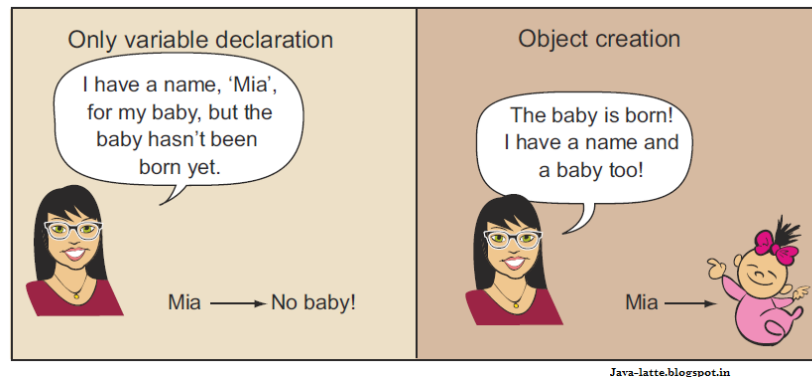 Only variable declaration
I have a name, ‘Mia’,
for my baby, but the
baby hasn’t been
born yet.
Mia
No baby!
Object creation
The baby is born!
I have a name and
a baby too!
Mia
Java-latte.blogspot.in